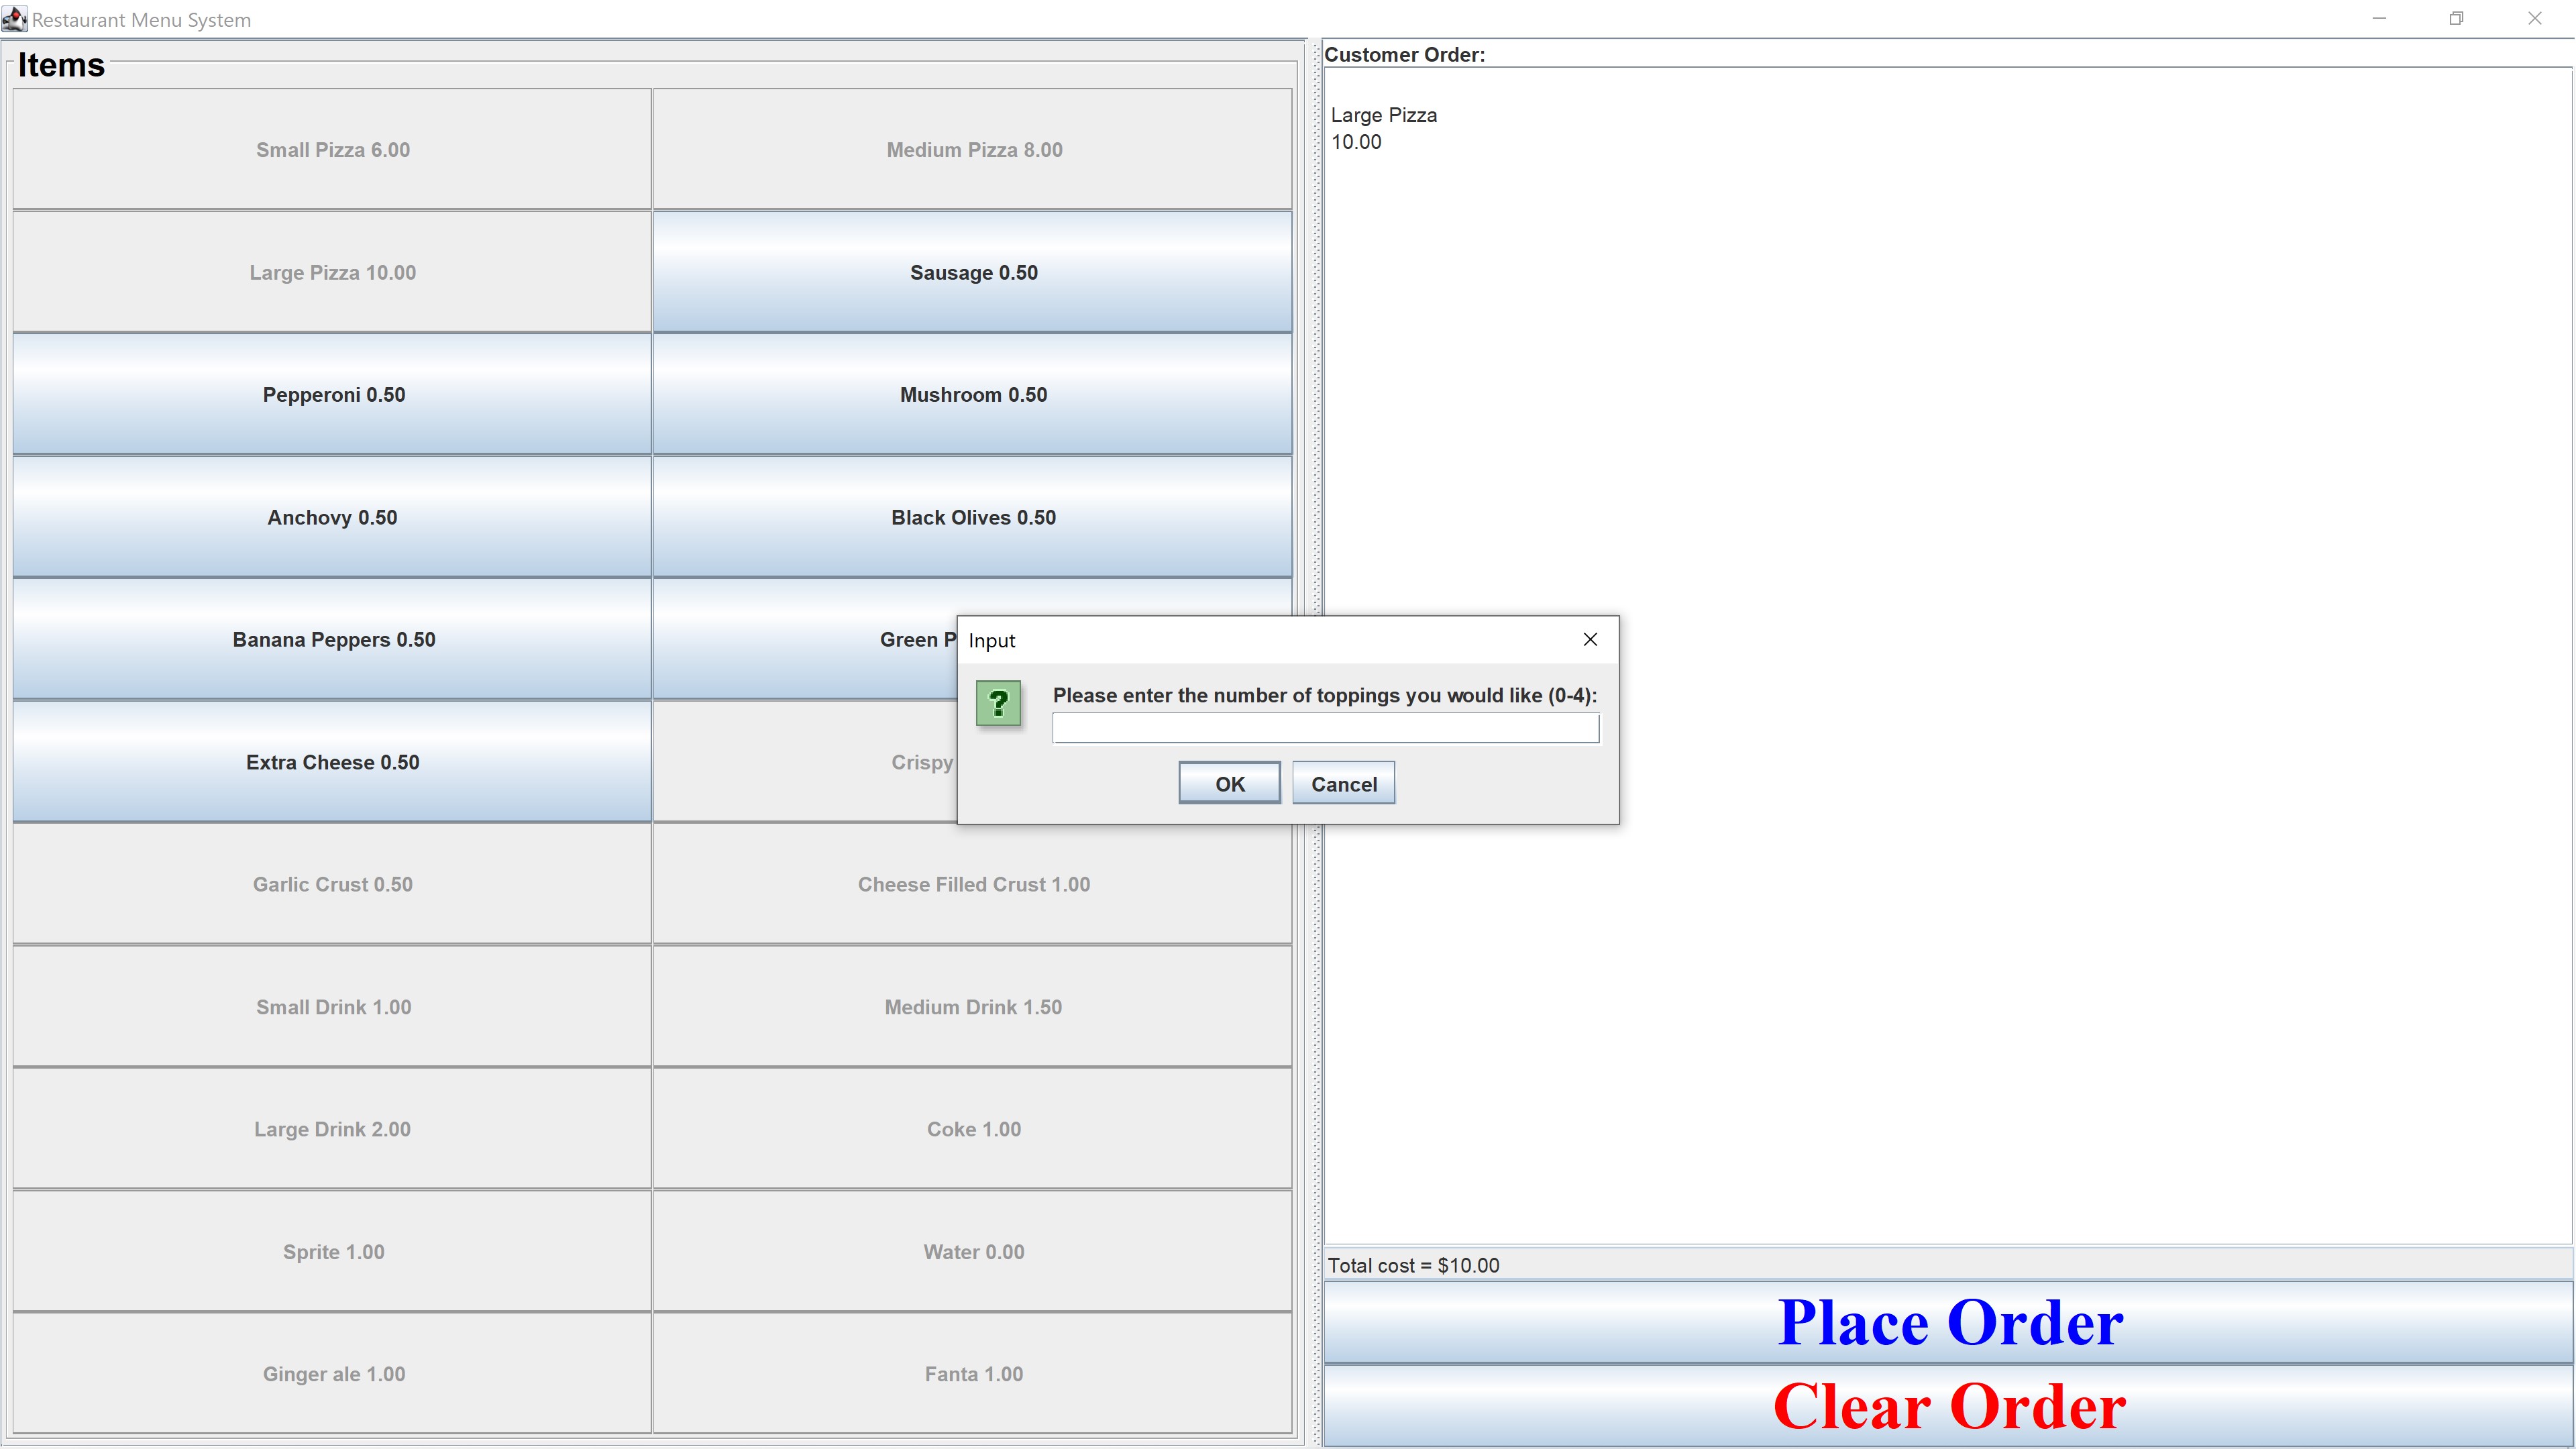 Restaurant Menu System
Items
Small Pizza 6.00
Medium Pizza 8.00
Large Pizza 10.00
Sausage 0.50
Pepperoni 0.50
Mushroom 0.50
Anchovy 0.50
Black Olives 0.50
Banana Peppers 0.50
Green P
Extra Cheese 0.50
Crispy
Garlic Crust 0.50
Cheese Filled Crust 1.00
Small Drink 1.00
Medium Drink 1.50
Large Drink 2.00
Coke 1.00
Sprite 1.00
Water 0.00
Ginger ale 1.00
Fanta 1.00
Input
?
Please enter the number of toppings you would like (0-4):
OK
Cancel
Customer Order:
Large Pizza
10.00
Total cost = $10.00
Place Order
Clear Order